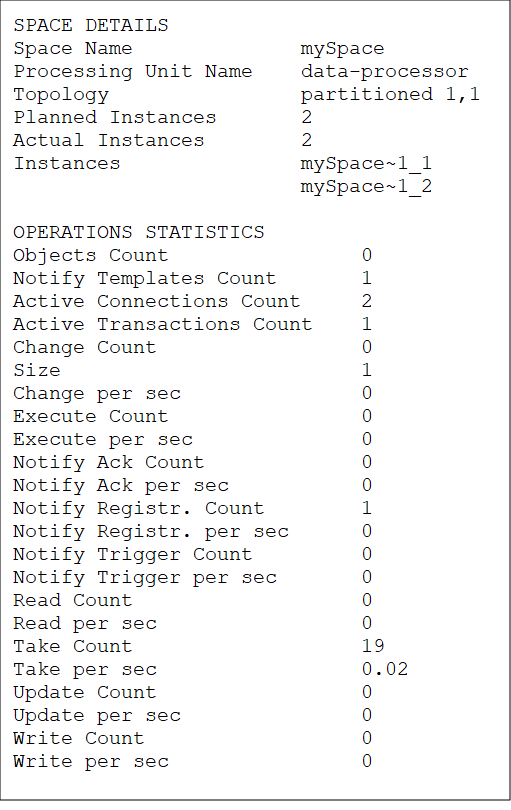 SPACE DETAILS
Space Name mySpace
Processing Unit Name data-processor
Topology partitioned 1,1
Planned Instances 2
Actual Instances 2
Instances mySpace~1_1
mySpace~1_2
OPERATIONS STATISTICS
Objects Count 0
Notify Templates Count 1
Active Connections Count 2
Active Transactions Count 1
Change Count 0
Size 1
Change per sec 0
Execute Count 0
Execute per sec 0
Notify Ack Count 0
Notify Ack per sec 0
Notify Registr. Count 1
Notify Registr. per sec 0
Notify Trigger Count 0
Notify Trigger per sec 0
Read Count 0
Read per sec 0
Take Count 19
Take per sec 0.02
Update Count 0
Update per sec 0
Write Count 0
Write per sec 0